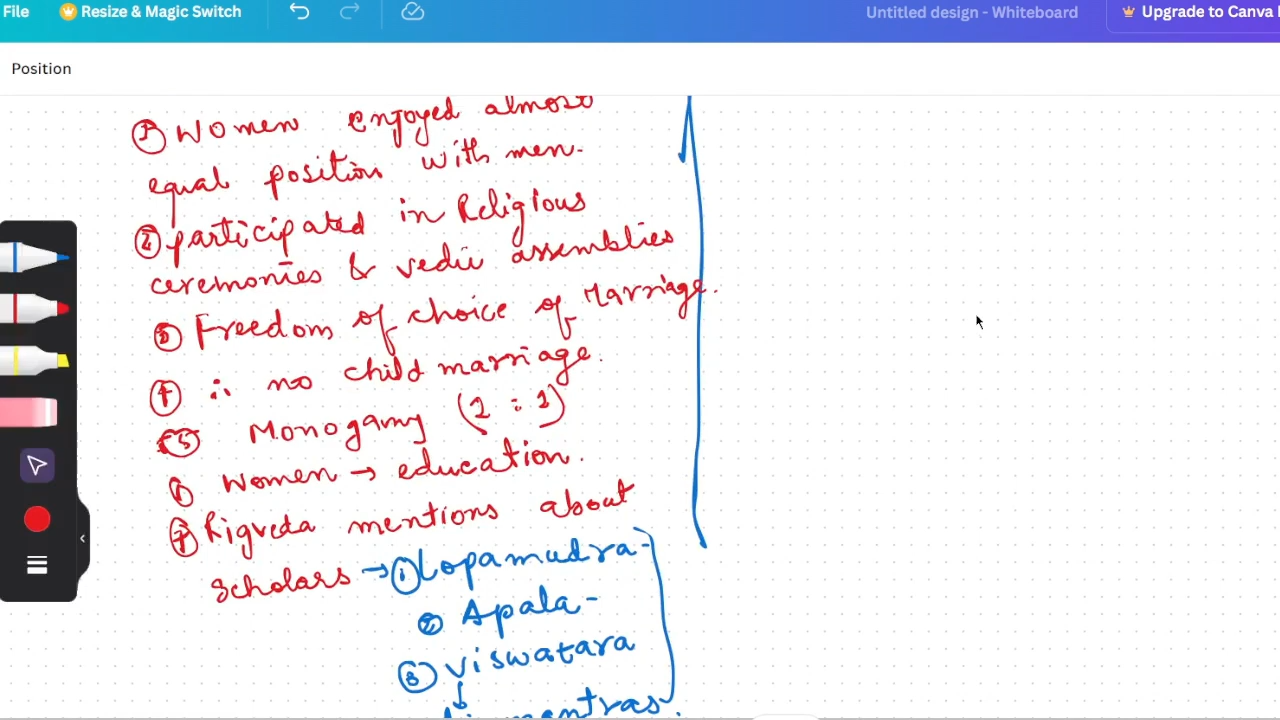 File Resize & Magic Switch Untitled design - Whiteboard Upgrade to Canva
Position
① Women enjoyed almost
equal position with men.
② participated in Religious
ceremonies & vedic assemblies
③ Freedom of choice of Marriage.
④ ∴ no child marriage.
⑤ Monogamy (1 : 1)
⑥ Women → education.
⑦ Rigveda mentions about
scholars → ① Lopamudra -
② Apala -
③ viswatara
mantras.